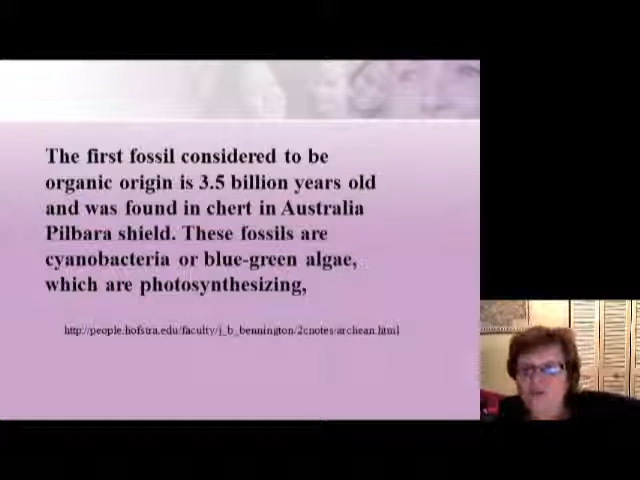 The first fossil considered to be
organic origin is 3.5 billion years old
and was found in chert in Australia
Pilbara shield. These fossils are
cyanobacteria or blue-green algae,
which are photosynthesizing,
http://people.hofstra.edu/faculty/j_b_bennington/2cnotes/archean.html